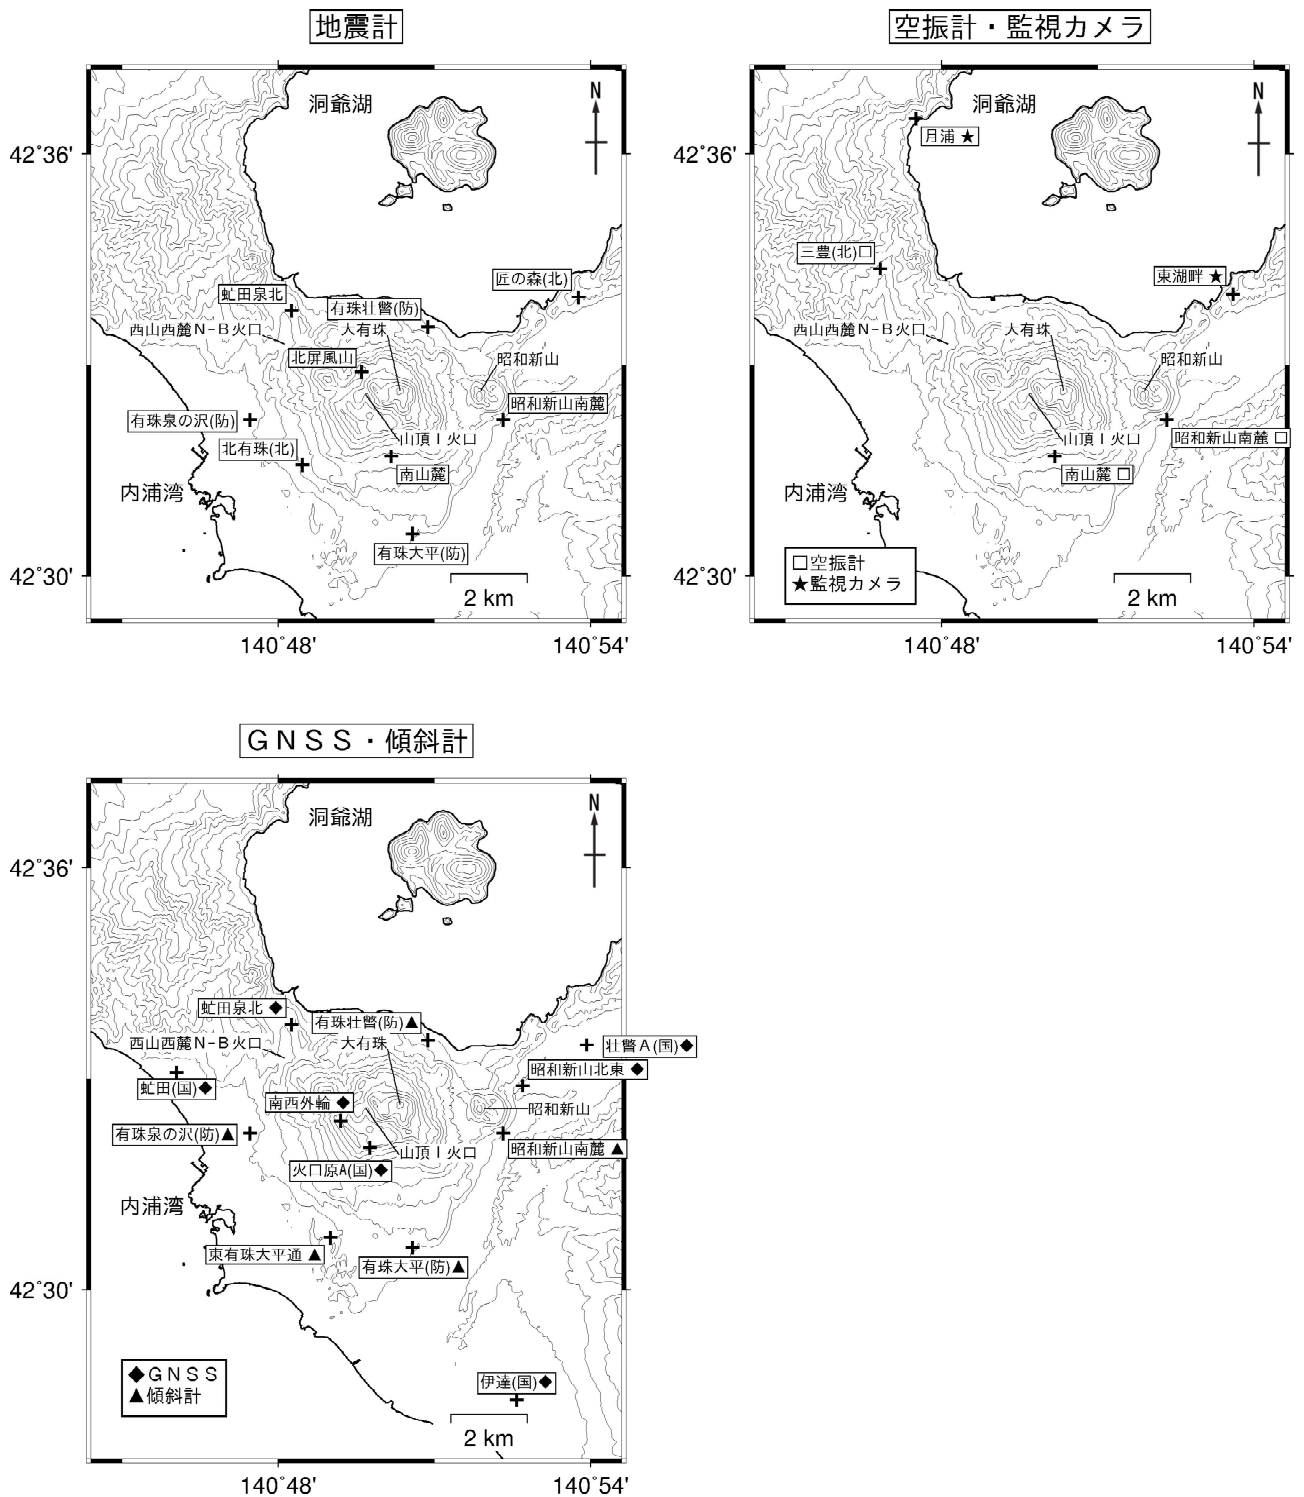 地震計
空振計・監視カメラ
洞爺湖
N
42°36'
匠の森(北)
虻田泉北
有珠壮瞥(防)
西山西麓N-B火口
大有珠
北屏風山
昭和新山
昭和新山南麓
有珠泉の沢(防)
山頂I火口
北有珠(北)
南山麓
内浦湾
有珠大平(防)
42°30'
2 km
140°48'
140°54'
洞爺湖
N
月浦★
42°36'
三豊(北)□
東湖畔★
西山西麓N-B火口
大有珠
昭和新山
山頂I火口
昭和新山南麓□
南山麓□
内浦湾
□空振計
★監視カメラ
42°30'
2 km
140°48'
140°54'
GNSS・傾斜計
洞爺湖
N
42°36'
虻田泉北◆
有珠壮瞥(防)▲
西山西麓N-B火口
大有珠
壮瞥A(国)◆
昭和新山北東◆
虻田(国)◆
南西外輪◆
昭和新山
有珠泉の沢(防)▲
山頂I火口
昭和新山南麓▲
火口原A(国)◆
内浦湾
東有珠大平通▲
有珠大平(防)▲
42°30'
◆GNSS
▲傾斜計
伊達(国)◆
2 km
140°48'
140°54'